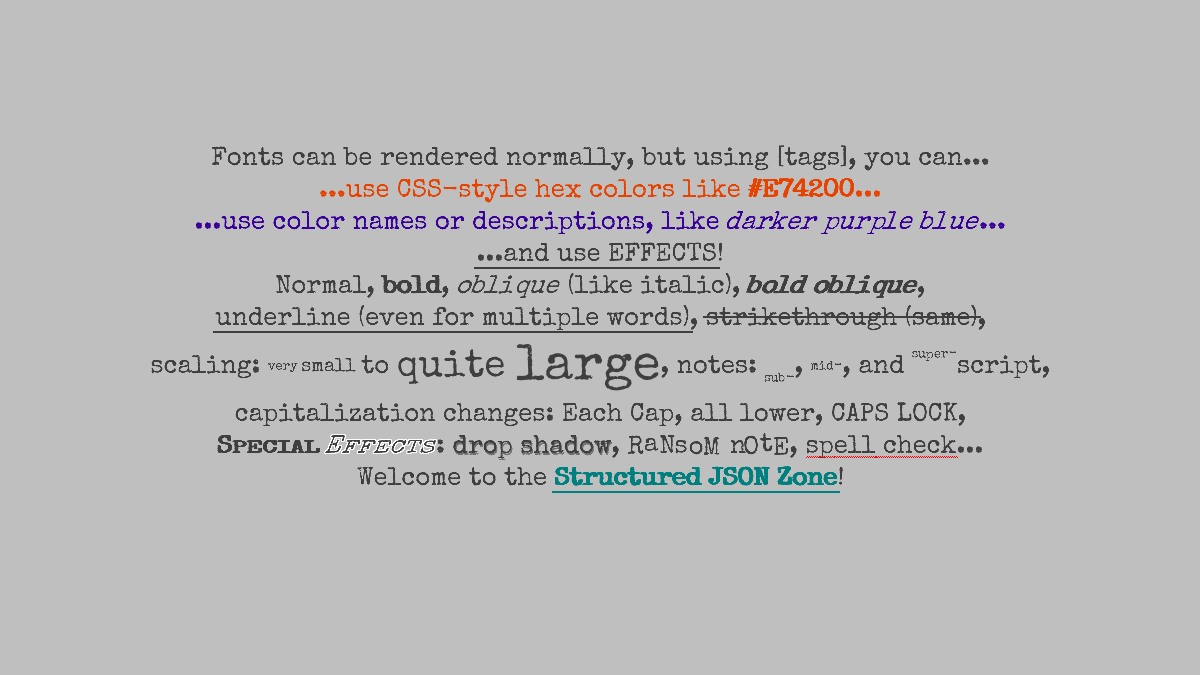 Fonts can be rendered normally, but using [tags], you can...
...use CSS-style hex colors like #E74200...
...use color names or descriptions, like darker purple blue...
...and use EFFECTS!
Normal, bold, oblique (like italic), bold oblique,
underline (even for multiple words), strikethrough (same),
scaling: very small to quite large, notes: sub-, mid-, and super-script,
capitalization changes: Each Cap, all lower, CAPS LOCK,
SPECIAL EFFECTS: drop shadow, RaNsoM nOtE, spell check...
Welcome to the Structured JSON Zone!